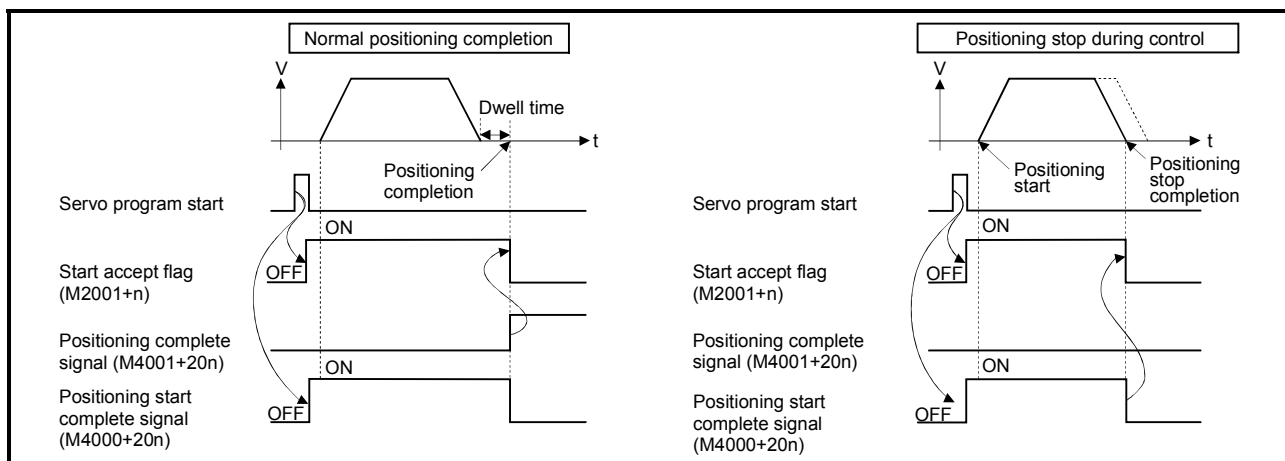 Normal positioning completion
V
Dwell time
t
Positioning
completion
Servo program start
ON
OFF
Start accept flag
(M2001+n)
Positioning complete
signal (M4001+20n)
ON
OFF
Positioning start
complete signal
(M4000+20n)
Positioning stop during control
V
t
Positioning
start
Positioning
stop
completion
Servo program start
ON
OFF
Start accept flag
(M2001+n)
Positioning complete
signal (M4001+20n)
ON
OFF
Positioning start
complete signal
(M4000+20n)